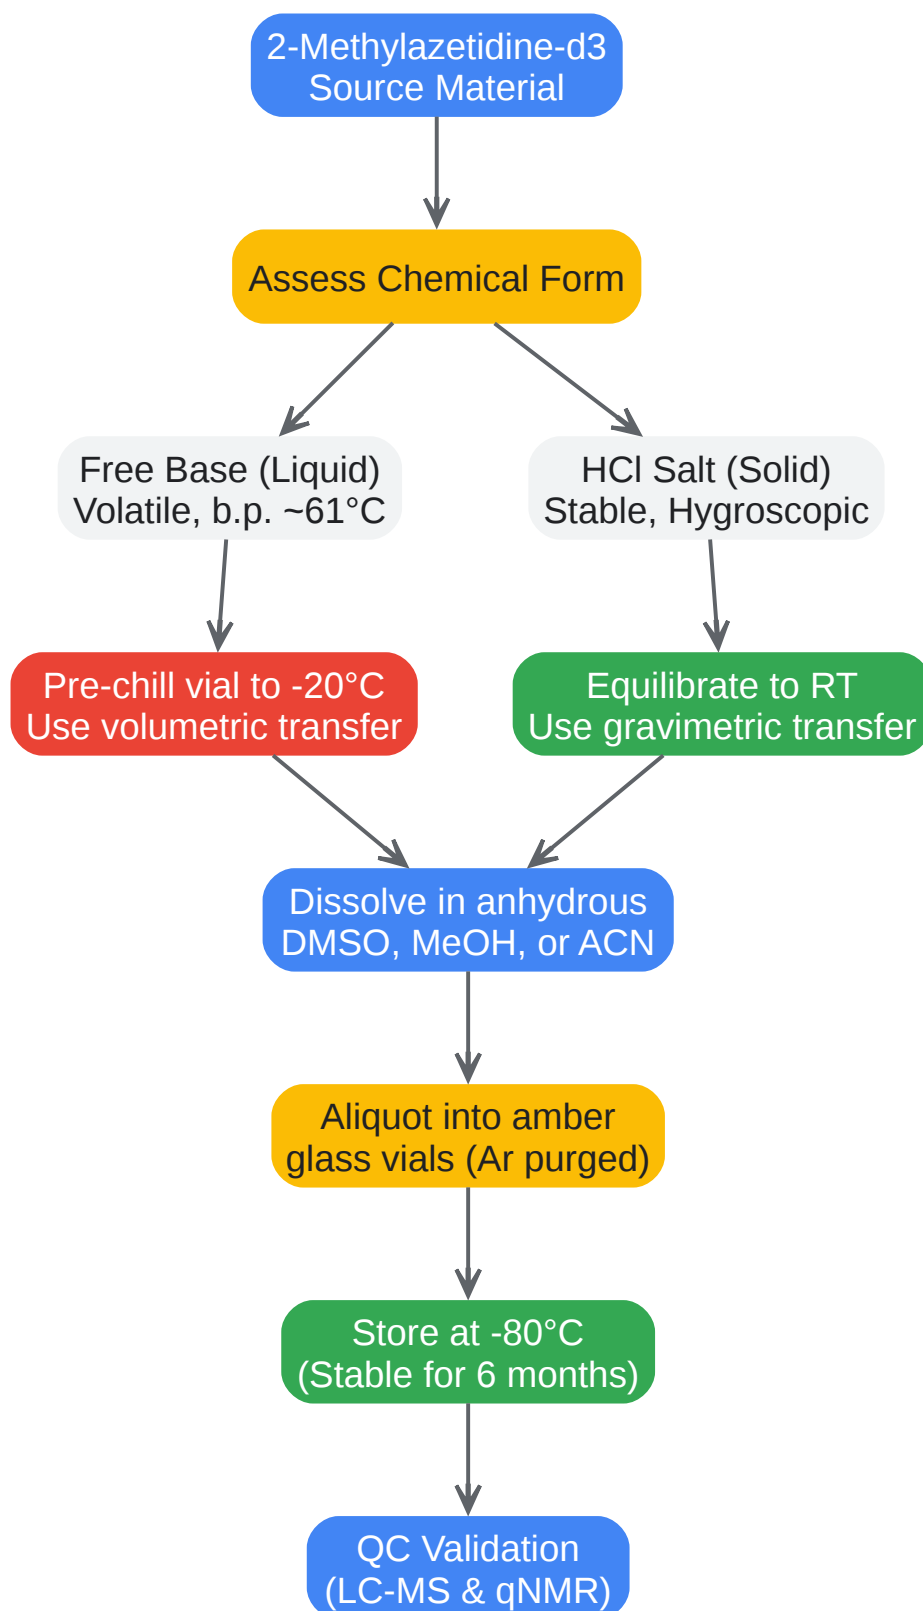 2-Methylazetidine-d3
Source Material
Assess Chemical Form
Free Base (Liquid)
Volatile, b.p. ~61°C
HCl Salt (Solid)
Stable, Hygroscopic
Pre-chill vial to -20°C
Use volumetric transfer
Equilibrate to RT
Use gravimetric transfer
Dissolve in anhydrous
DMSO, MeOH, or ACN
Aliquot into amber
glass vials (Ar purged)
Store at -80°C
(Stable for 6 months)
QC Validation
(LC-MS & qNMR)